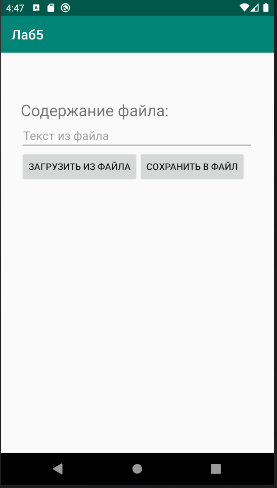 4:47
Лаб5
Содержание файла:
Текст из файла
ЗАГРУЗИТЬ ИЗ ФАЙЛА СОХРАНИТЬ В ФАЙЛ